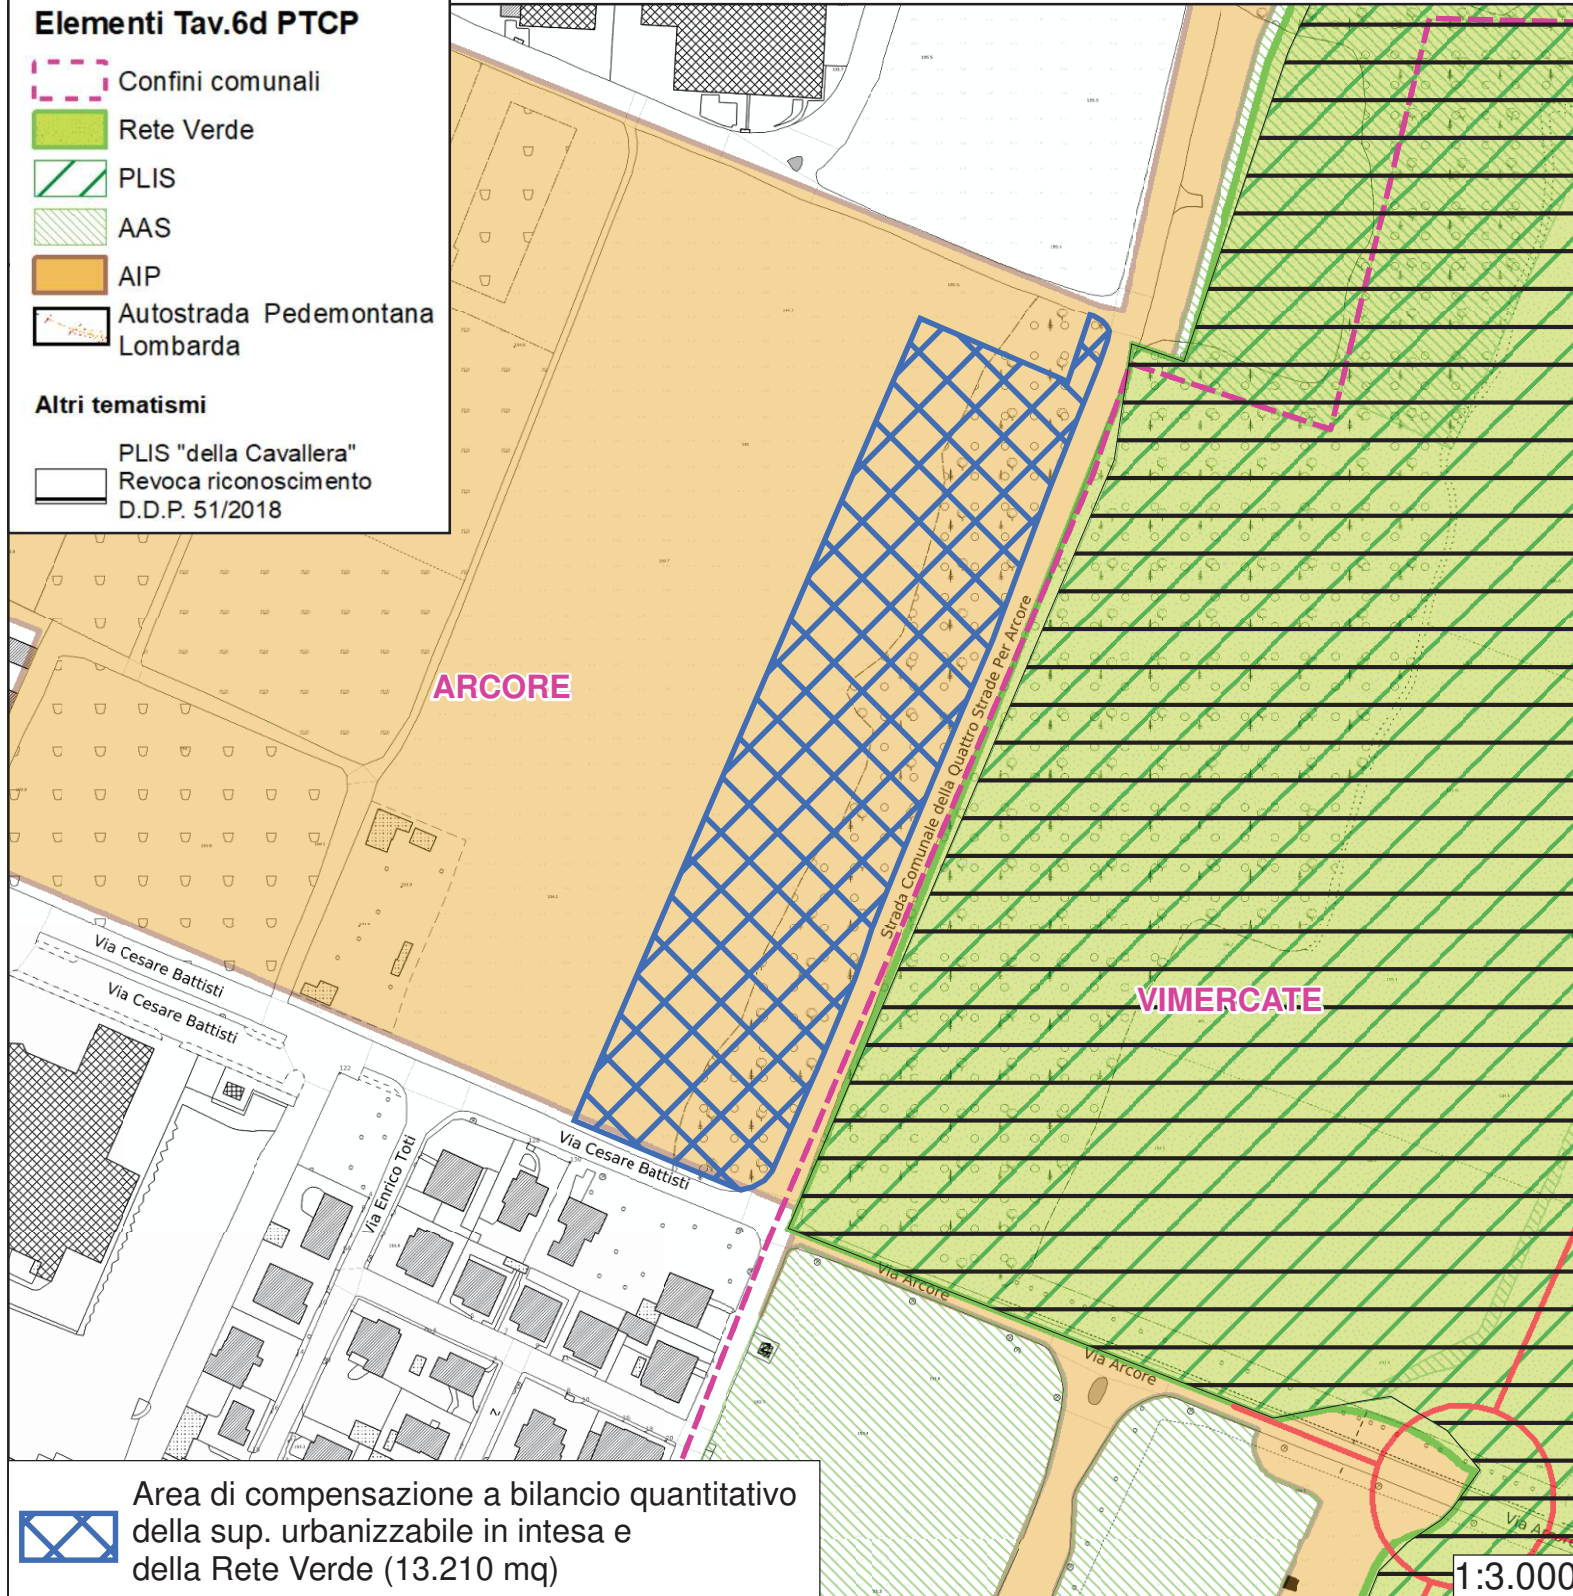 Elementi Tav.6d PTCP
Confini comunali
Rete Verde
PLIS
AAS
AIP
Autostrada Pedemontana
Lombarda
Altri tematismi
PLIS "della Cavallera"
Revoca riconoscimento
D.D.P. 51/2018
ARCORE
Strada Comunale della Quattro Strade Per Arcore
VIMERCATE
Via Cesare Battisti
Via Cesare Battisti
Via Cesare Battisti
Via Enrico Toti
122
Via Arcore
Via Arcore
Area di compensazione a bilancio quantitativo
della sup. urbanizzabile in intesa e
della Rete Verde (13.210 mq)
1:3.000